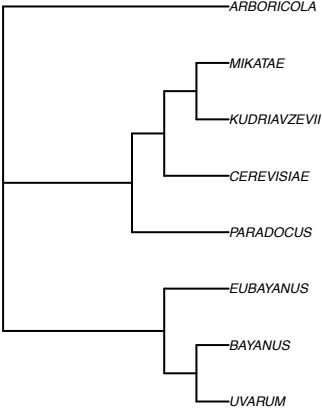 ARBORICOLA
MIKATAE
KUDRIAVZEVII
CEREVISIAE
PARADOCUS
EUBAYANUS
BAYANUS
UVARUM